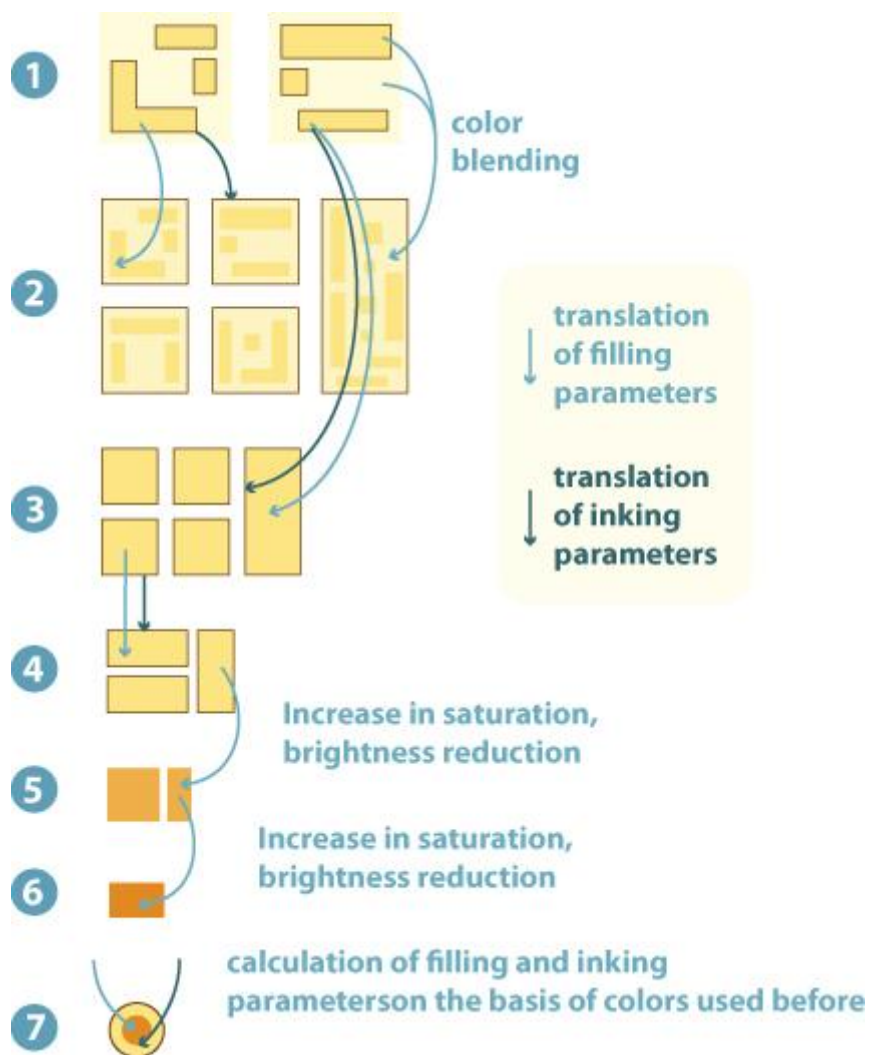 1
color
blending
2
translation
of filling
parameters
3
translation
of inking
parameters
4
Increase in saturation,
brightness reduction
5
Increase in saturation,
brightness reduction
6
calculation of filling and inking
parameterson the basis of colors used before
7